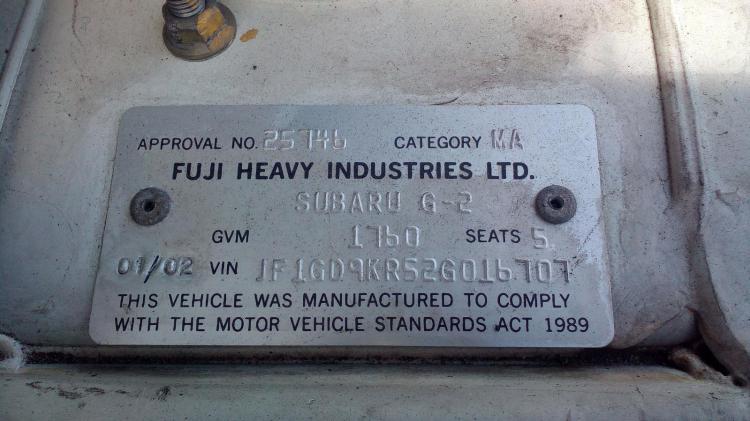 APPROVAL NO. 25746 CATEGORY MA
FUJI HEAVY INDUSTRIES LTD.
SUBARU G-2
GVM 1760 SEATS 5
01/02 VIN JF1GD9KR52G016707
THIS VEHICLE WAS MANUFACTURED TO COMPLY
WITH THE MOTOR VEHICLE STANDARDS ACT 1989